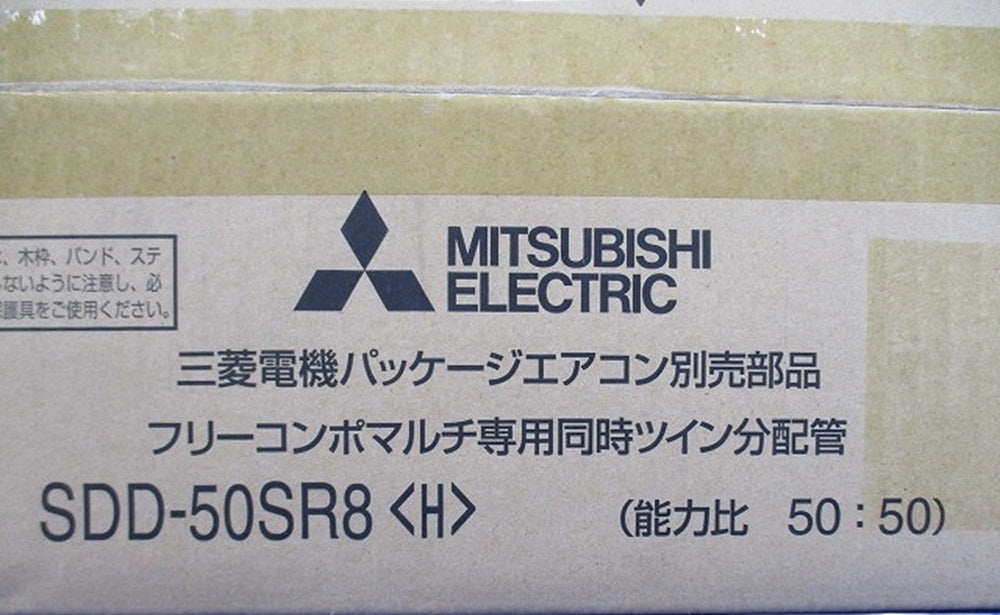 、木枠、バンド、ステ
ないように注意し、必
護具をご使用ください。
MITSUBISHI
ELECTRIC
三菱電機パッケージエアコン別売部品
フリーコンポマルチ専用同時ツイン分配管
SDD-50SR8〈H〉 （能力比 50：50）